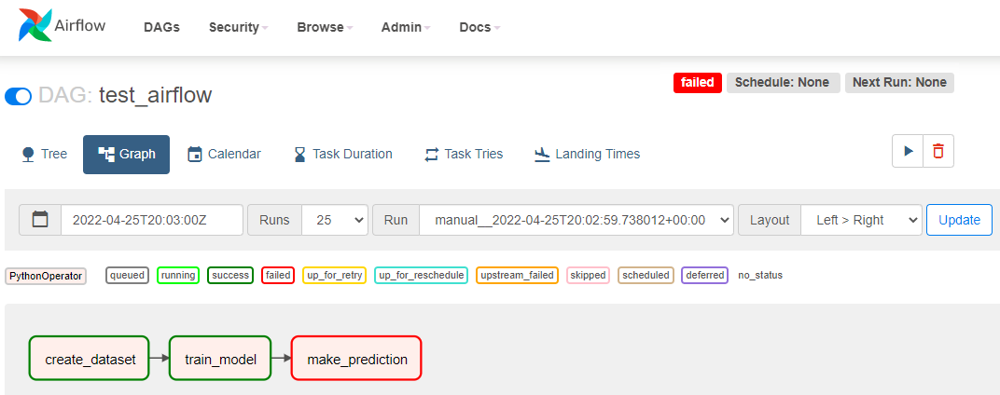 Airflow DAGs Security Browse Admin Docs
DAG: test_airflow failed Schedule: None Next Run: None
Tree Graph Calendar Task Duration Task Tries Landing Times
2022-04-25T20:03:00Z Runs 25 Run manual__2022-04-25T20:02:59.738012+00:00 Layout Left > Right Update
PythonOperator queued running success failed up_for_retry up_for_reschedule upstream_failed skipped scheduled deferred no_status
create_dataset train_model make_prediction